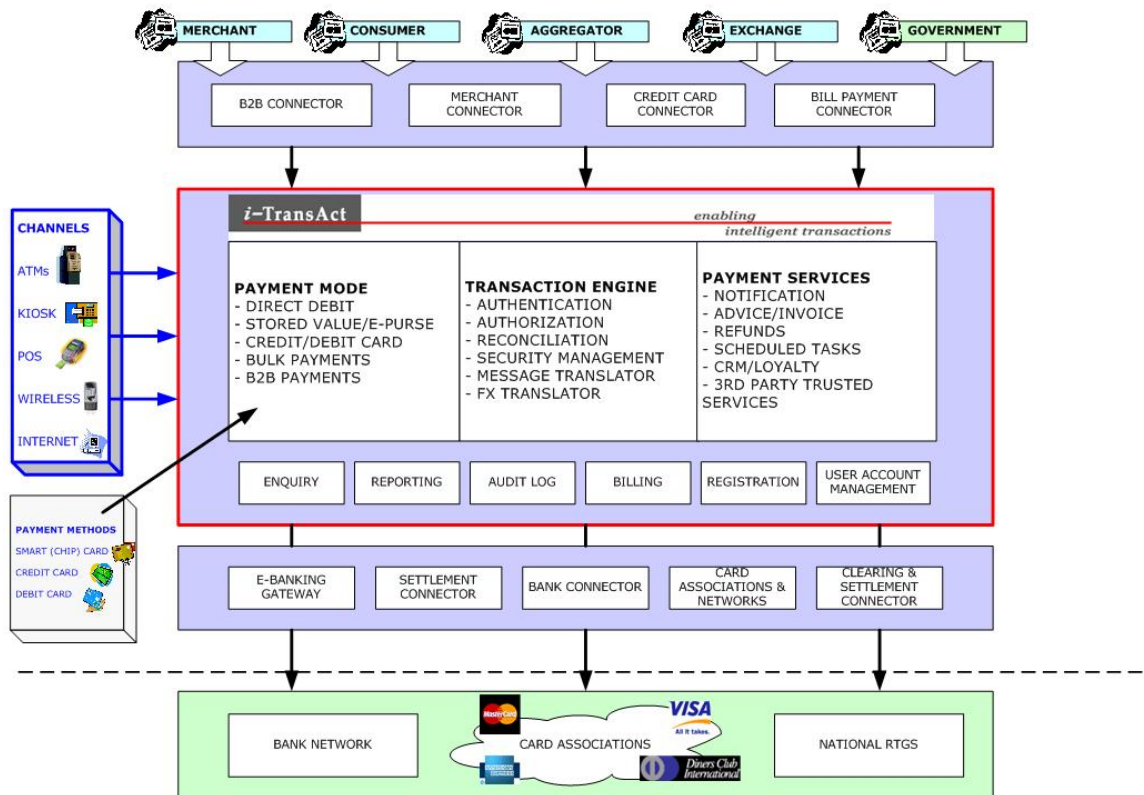 MERCHANT
CONSUMER
AGGREGATOR
EXCHANGE
GOVERNMENT
B2B CONNECTOR
MERCHANT
CONNECTOR
CREDIT CARD
CONNECTOR
BILL PAYMENT
CONNECTOR
i-TransAct
enabling
intelligent transactions
CHANNELS
ATMs
KIOSK
POS
WIRELESS
INTERNET
PAYMENT MODE
- DIRECT DEBIT
- STORED VALUE/E-PURSE
- CREDIT/DEBIT CARD
- BULK PAYMENTS
- B2B PAYMENTS
TRANSACTION ENGINE
- AUTHENTICATION
- AUTHORIZATION
- RECONCILIATION
- SECURITY MANAGEMENT
- MESSAGE TRANSLATOR
- FX TRANSLATOR
PAYMENT SERVICES
- NOTIFICATION
- ADVICE/INVOICE
- REFUNDS
- SCHEDULED TASKS
- CRM/LOYALTY
- 3RD PARTY TRUSTED
SERVICES
ENQUIRY
REPORTING
AUDIT LOG
BILLING
REGISTRATION
USER ACCOUNT
MANAGEMENT
PAYMENT METHODS
SMART (CHIP) CARD
CREDIT CARD
DEBIT CARD
E-BANKING
GATEWAY
SETTLEMENT
CONNECTOR
BANK CONNECTOR
CARD
ASSOCIATIONS &
NETWORKS
CLEARING &
SETTLEMENT
CONNECTOR
BANK NETWORK
MasterCard
VISA
All it takes.
CARD ASSOCIATIONS
Diners Club
International
NATIONAL RTGS